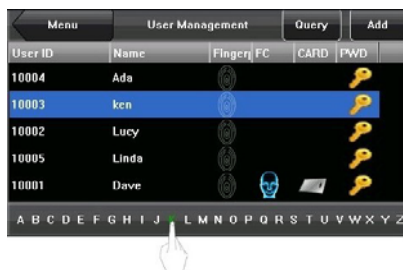 Menu User Management Query Add
User ID Name Finger FC CARD PWD
10004 Ada
10003 ken
10002 Lucy
10005 Linda
10001 Dave
A B C D E F G H I J K L M N O P Q R S T U V W X Y Z